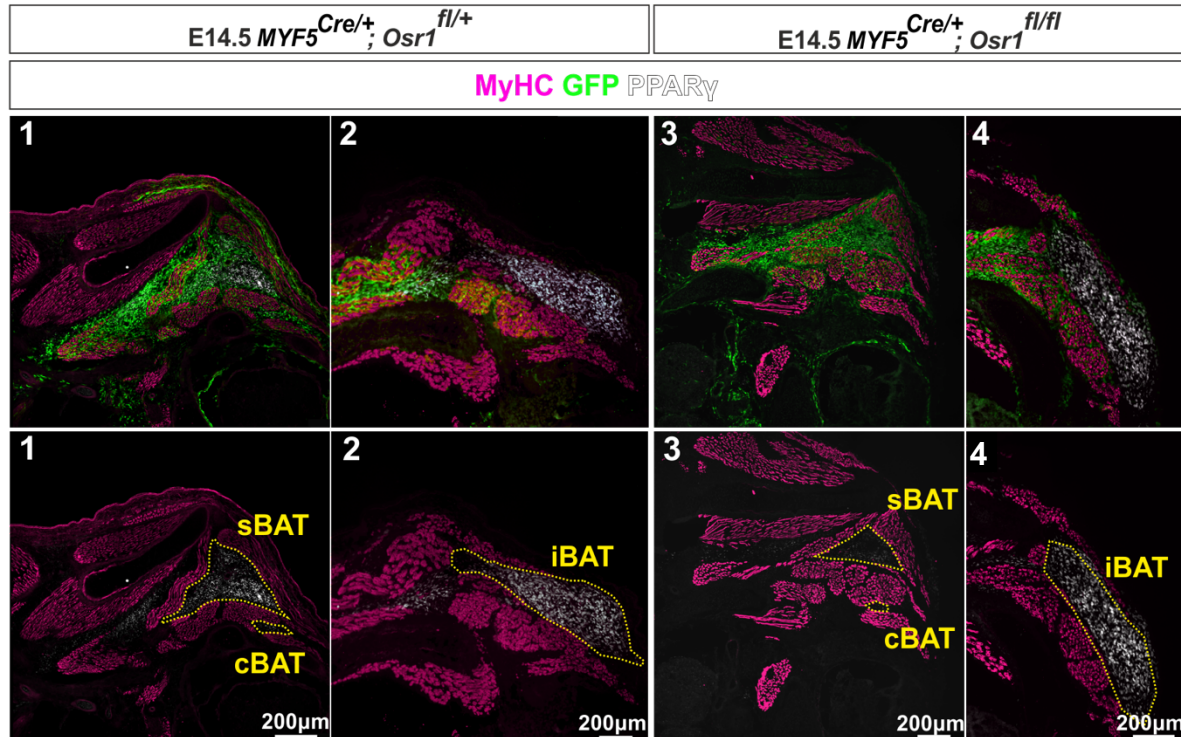 E14.5 MYF5Cre/+; Osr1fl/+
E14.5 MYF5Cre/+; Osr1fl/fl
MyHC GFP PPARγ
1
2
3
4
1
2
3
4
sBAT
cBAT
200μm
iBAT
200μm
sBAT
cBAT
200μm
iBAT
200μm